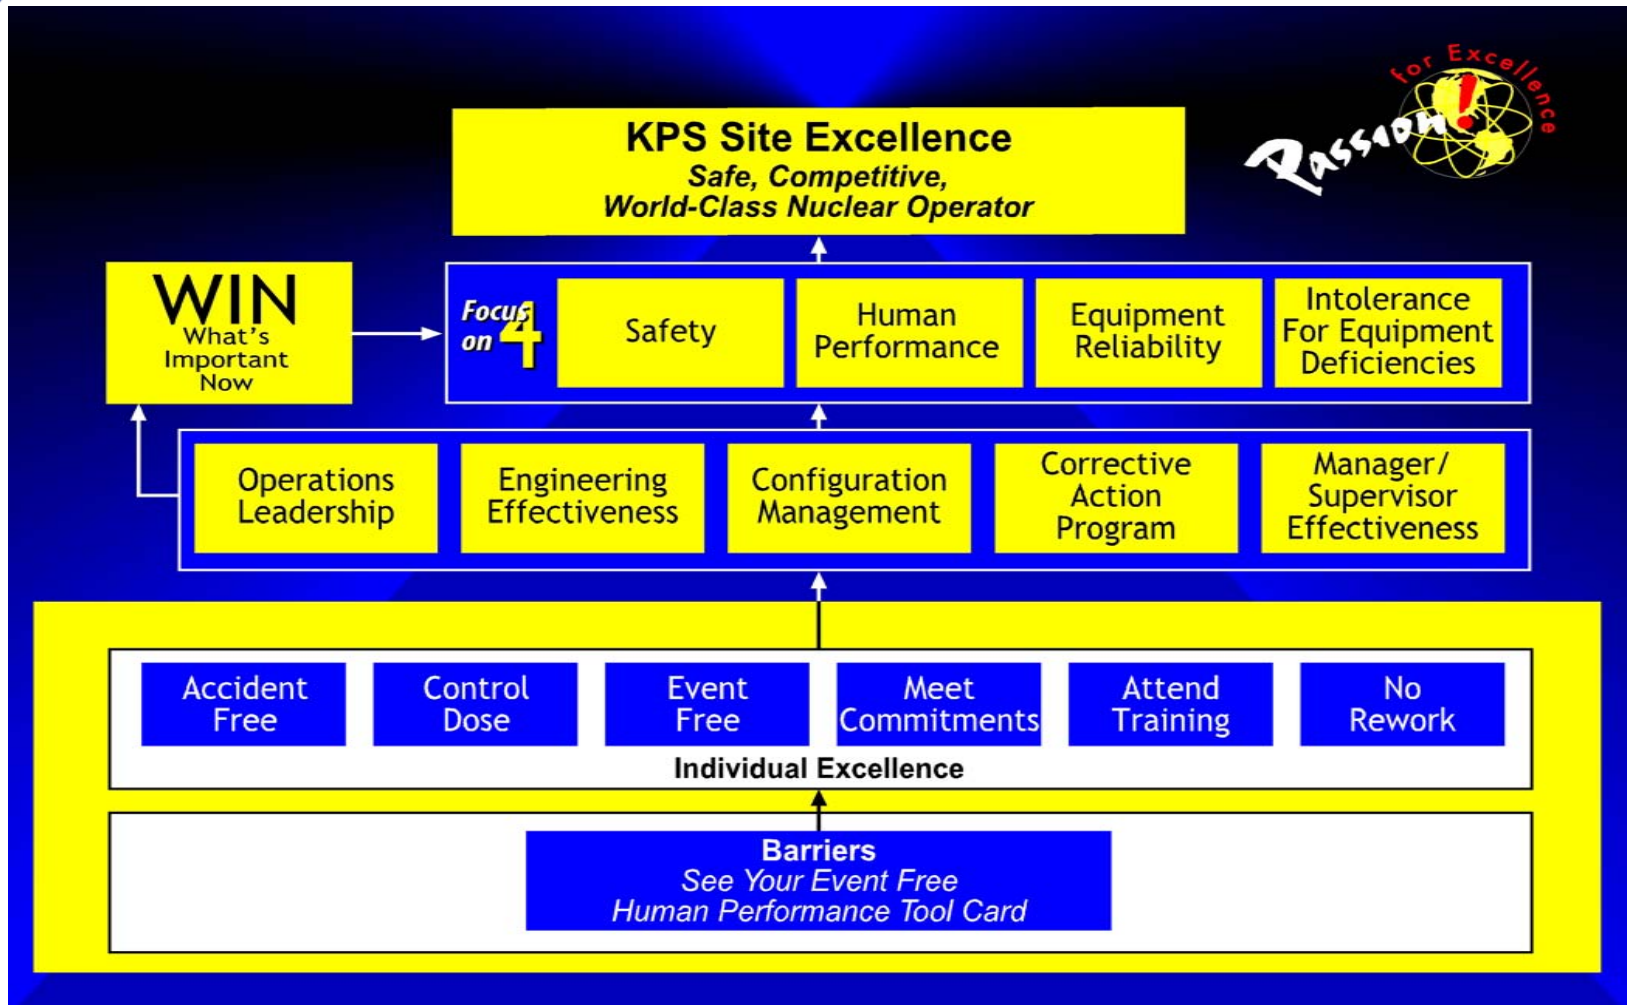 Passion!
for Excellence
KPS Site Excellence
Safe, Competitive,
World-Class Nuclear Operator
WIN
What's
Important
Now
Focus
on 4
Safety
Human
Performance
Equipment
Reliability
Intolerance
For Equipment
Deficiencies
Operations
Leadership
Engineering
Effectiveness
Configuration
Management
Corrective
Action
Program
Manager/
Supervisor
Effectiveness
Accident
Free
Control
Dose
Event
Free
Meet
Commitments
Attend
Training
No
Rework
Individual Excellence
Barriers
See Your Event Free
Human Performance Tool Card